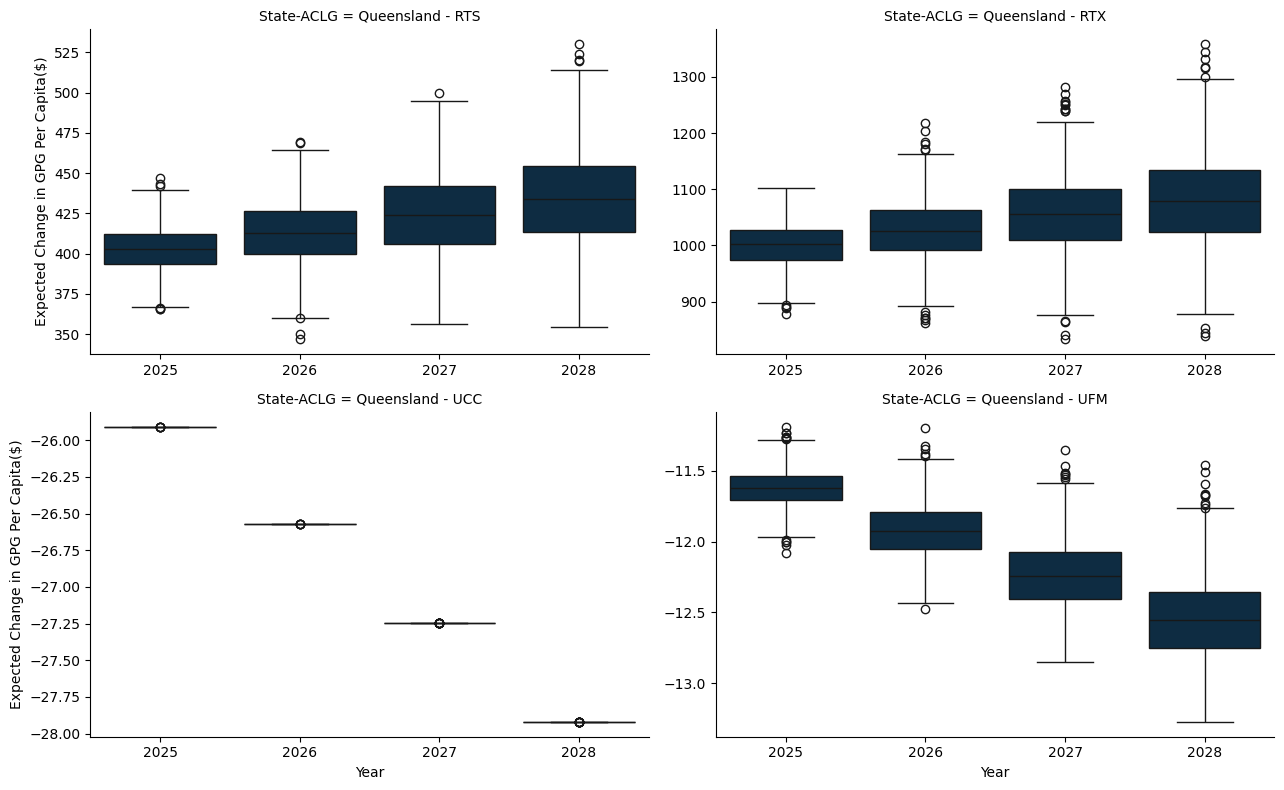 State-ACLG = Queensland - RTS
Expected Change in GPG Per Capita($)
525
500
475
450
425
400
375
350
2025 2026 2027 2028
State-ACLG = Queensland - RTX
1300
1200
1100
1000
900
2025 2026 2027 2028
State-ACLG = Queensland - UCC
Expected Change in GPG Per Capita($)
−26.00
−26.25
−26.50
−26.75
−27.00
−27.25
−27.50
−27.75
−28.00
2025 2026 2027 2028
Year
State-ACLG = Queensland - UFM
−11.5
−12.0
−12.5
−13.0
2025 2026 2027 2028
Year